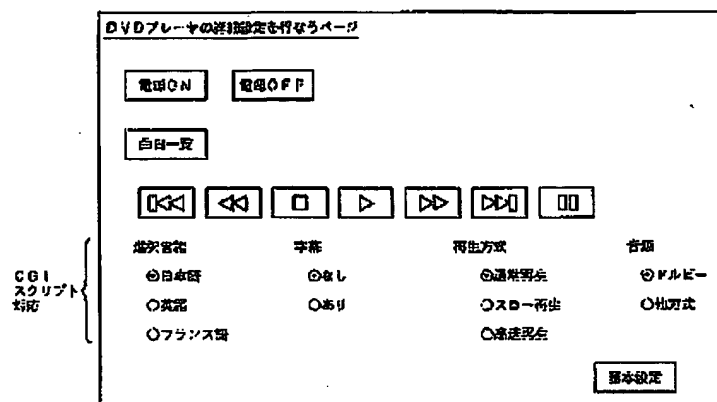 DVDプレーヤの詳細設定を行なうページ
電源ON 電源OFF
曲目一覧
選択言語 字幕 再生方式 音源
CGI
スクリプト
対応
日本語 なし 通常再生 ドルビー
英語 あり スロー再生 他方式
フランス語 高速再生
基本設定